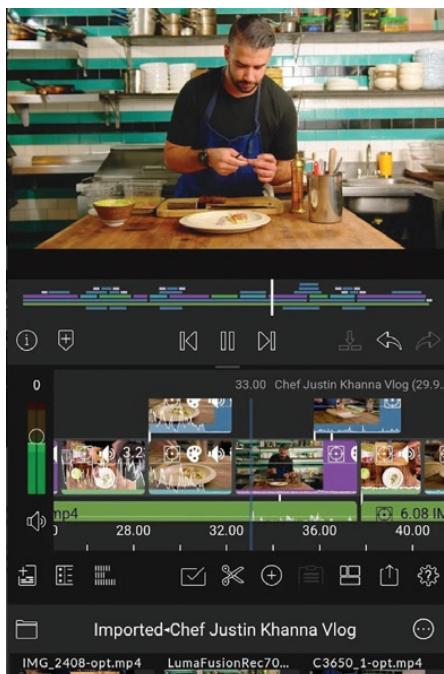 0
33.00 Chef Justin Khanna Vlog (29.9...
3.2
mp4
6.08 IM
28.00 32.00 36.00 40.00
Imported◂Chef Justin Khanna Vlog
IMG_2408-opt.mp4 LumaFusionRec70... C3650_1-opt.mp4